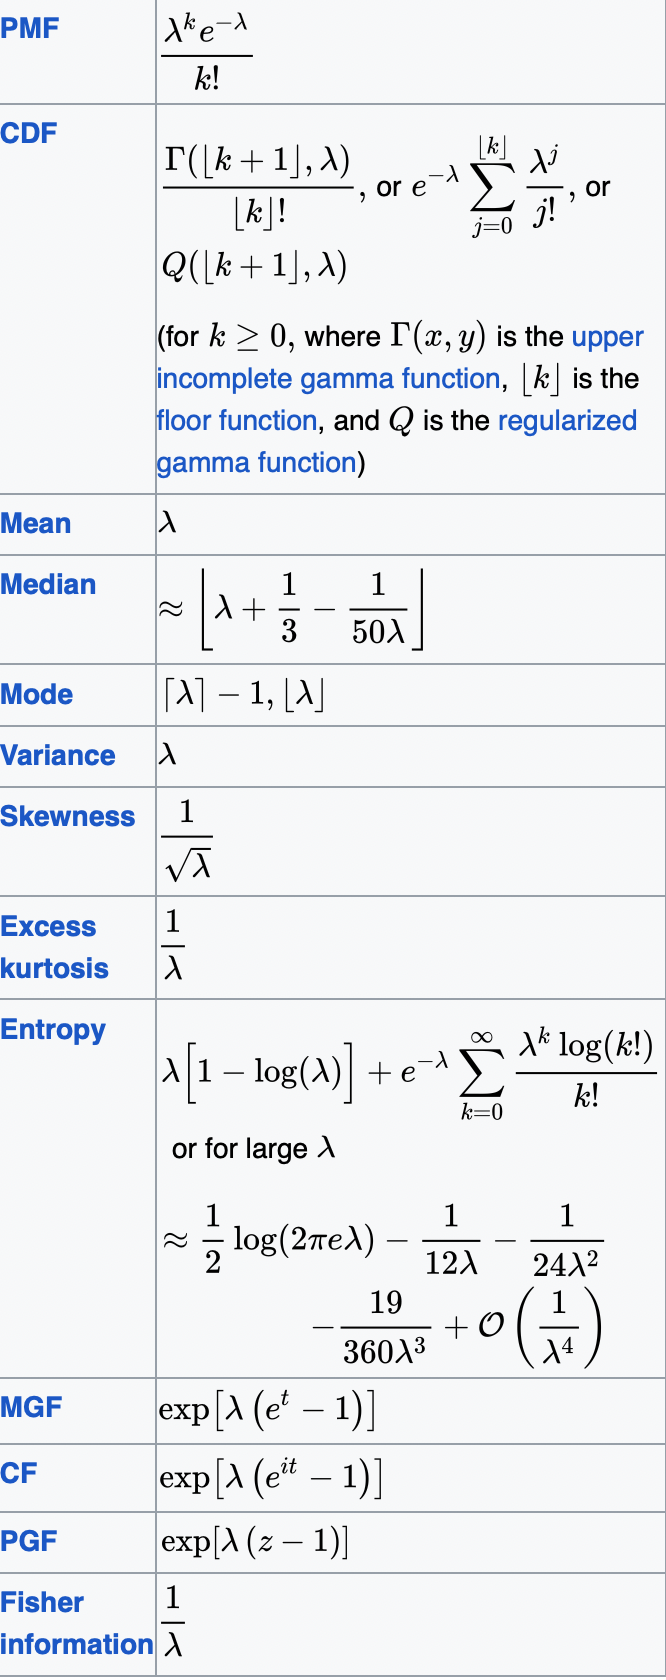 PMF λ^k e^{−λ} / k!
CDF Γ(⌊k + 1⌋, λ) / ⌊k⌋! , or e^{−λ} ∑_{j=0}^{⌊k⌋} λ^j / j! , or
Q(⌊k + 1⌋, λ)
(for k ≥ 0, where Γ(x, y) is the upper
incomplete gamma function, ⌊k⌋ is the
floor function, and Q is the regularized
gamma function)
Mean λ
Median ≈ ⌊λ + 1/3 − 1/(50λ)⌋
Mode ⌈λ⌉ − 1, ⌊λ⌋
Variance λ
Skewness 1/√λ
Excess
kurtosis 1/λ
Entropy λ[1 − log(λ)] + e^{−λ} ∑_{k=0}^{∞} λ^k log(k!) / k!
or for large λ
≈ 1/2 log(2πeλ) − 1/(12λ) − 1/(24λ^2)
− 19/(360λ^3) + 𝒪(1/λ^4)
MGF exp[λ (e^t − 1)]
CF exp[λ (e^{it} − 1)]
PGF exp[λ (z − 1)]
Fisher
information 1/λ